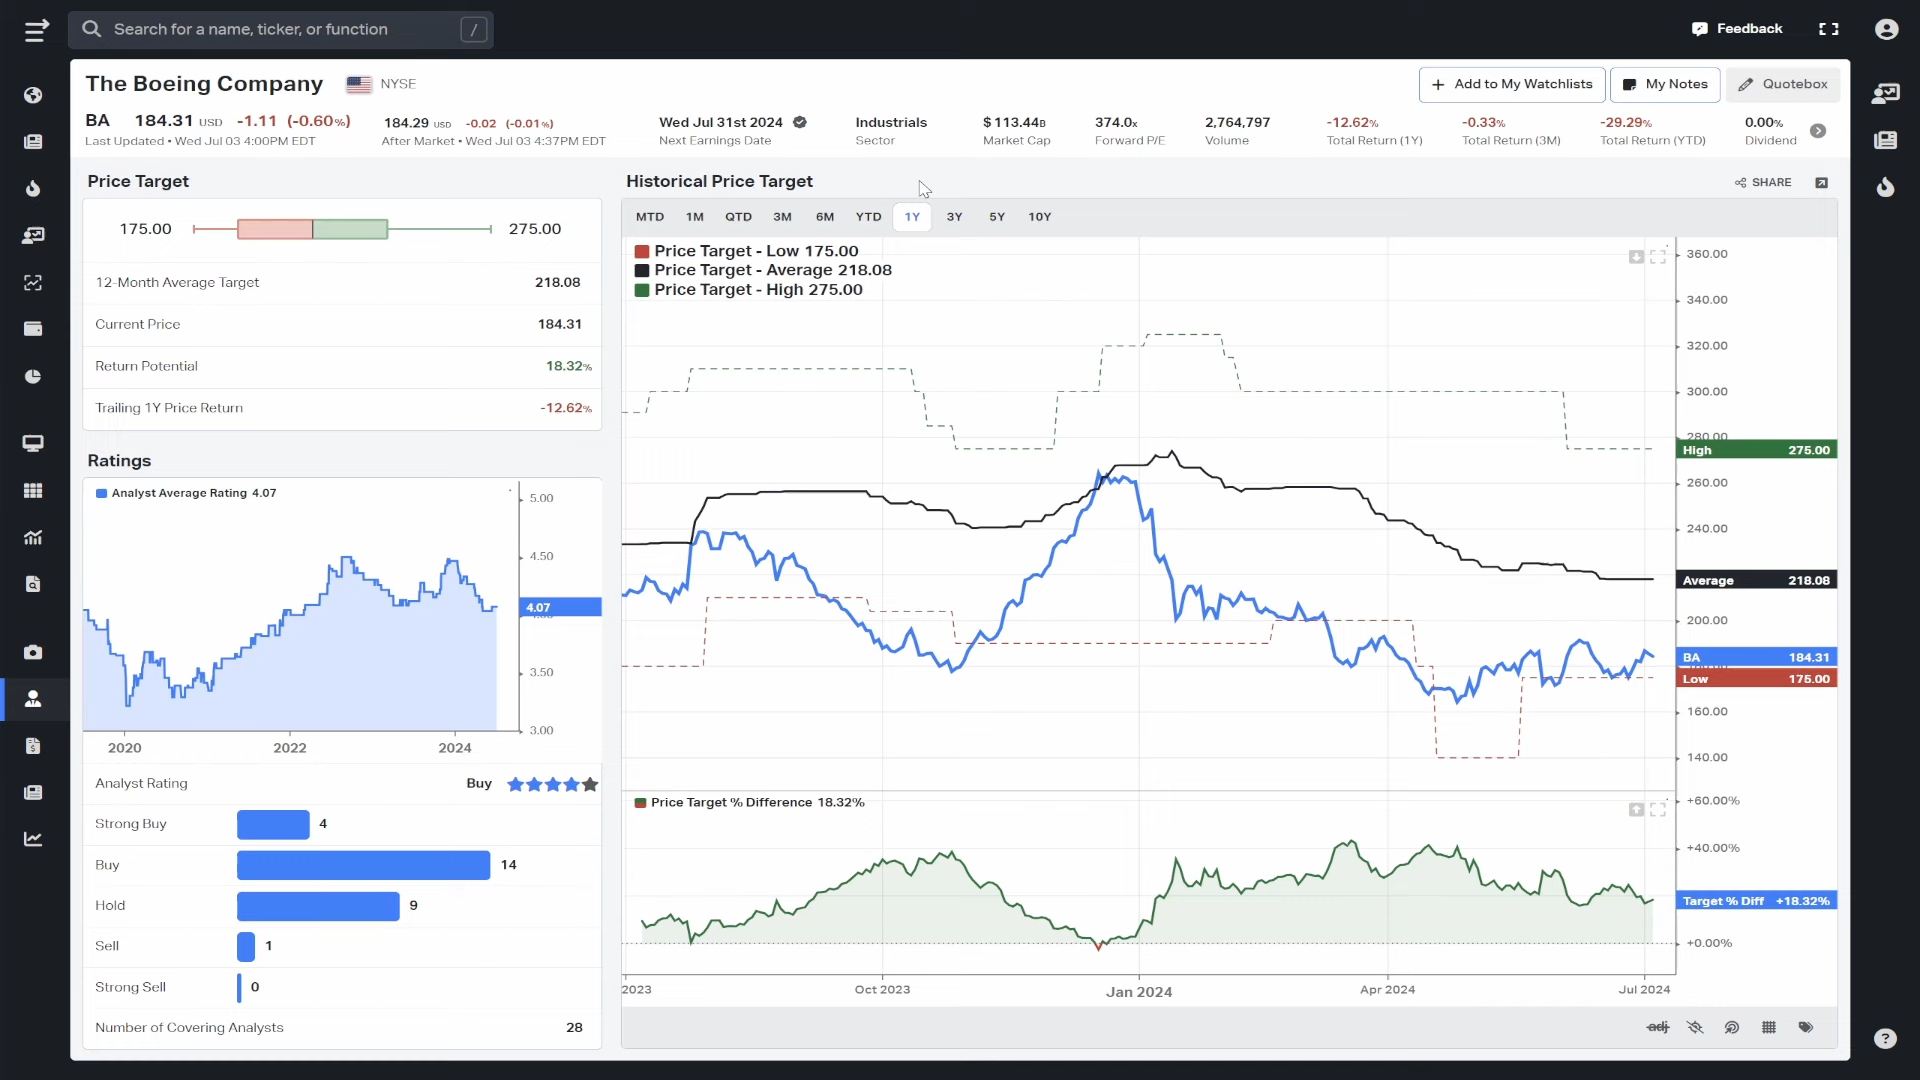 Search for a name, ticker, or function /
Feedback
The Boeing Company NYSE
Add to My Watchlists
My Notes
Quotebox
BA 184.31 USD -1.11 (-0.60%)
Last Updated • Wed Jul 03 4:00PM EDT
184.29 USD -0.02 (-0.01%)
After Market • Wed Jul 03 4:37PM EDT
Wed Jul 31st 2024
Next Earnings Date
Industrials
Sector
$113.44B
Market Cap
374.0x
Forward P/E
2,764,797
Volume
-12.62%
Total Return (1Y)
-0.33%
Total Return (3M)
-29.29%
Total Return (YTD)
0.00%
Dividend
Price Target
175.00 275.00
12-Month Average Target 218.08
Current Price 184.31
Return Potential 18.32%
Trailing 1Y Price Return -12.62%
Ratings
Analyst Average Rating 4.07
5.00
4.50
4.07
3.50
3.00
2020 2022 2024
Analyst Rating Buy
Strong Buy 4
Buy 14
Hold 9
Sell 1
Strong Sell 0
Number of Covering Analysts 28
Historical Price Target
SHARE
MTD 1M QTD 3M 6M YTD 1Y 3Y 5Y 10Y
Price Target - Low 175.00
Price Target - Average 218.08
Price Target - High 275.00
360.00
340.00
320.00
300.00
280.00
High 275.00
260.00
240.00
Average 218.08
200.00
BA 184.31
Low 175.00
160.00
140.00
Price Target % Difference 18.32%
+60.00%
+40.00%
Target % Diff +18.32%
+0.00%
2023 Oct 2023 Jan 2024 Apr 2024 Jul 2024
adj
?